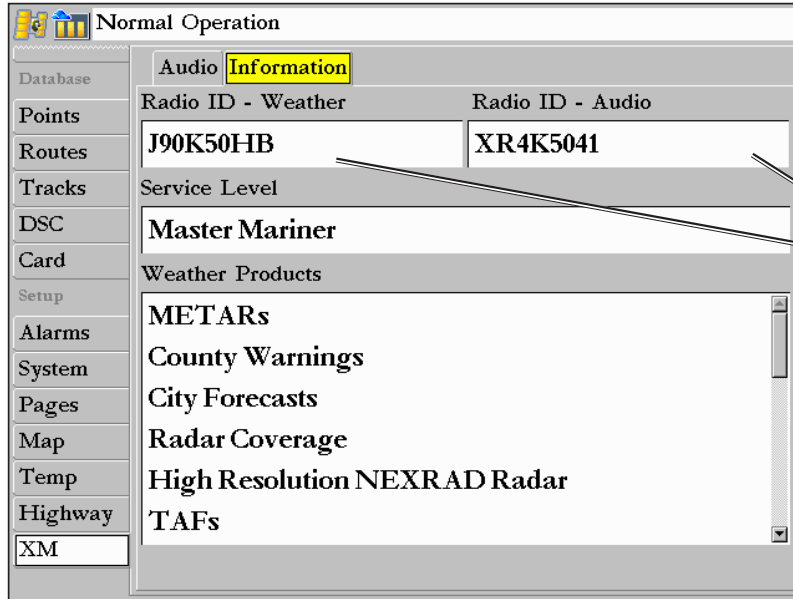 Normal Operation
Database
Points
Routes
Tracks
DSC
Card
Setup
Alarms
System
Pages
Map
Temp
Highway
XM
Audio Information
Radio ID - Weather Radio ID - Audio
J90K50HB XR4K5041
Service Level
Master Mariner
Weather Products
METARs
County Warnings
City Forecasts
Radar Coverage
High Resolution NEXRAD Radar
TAFs